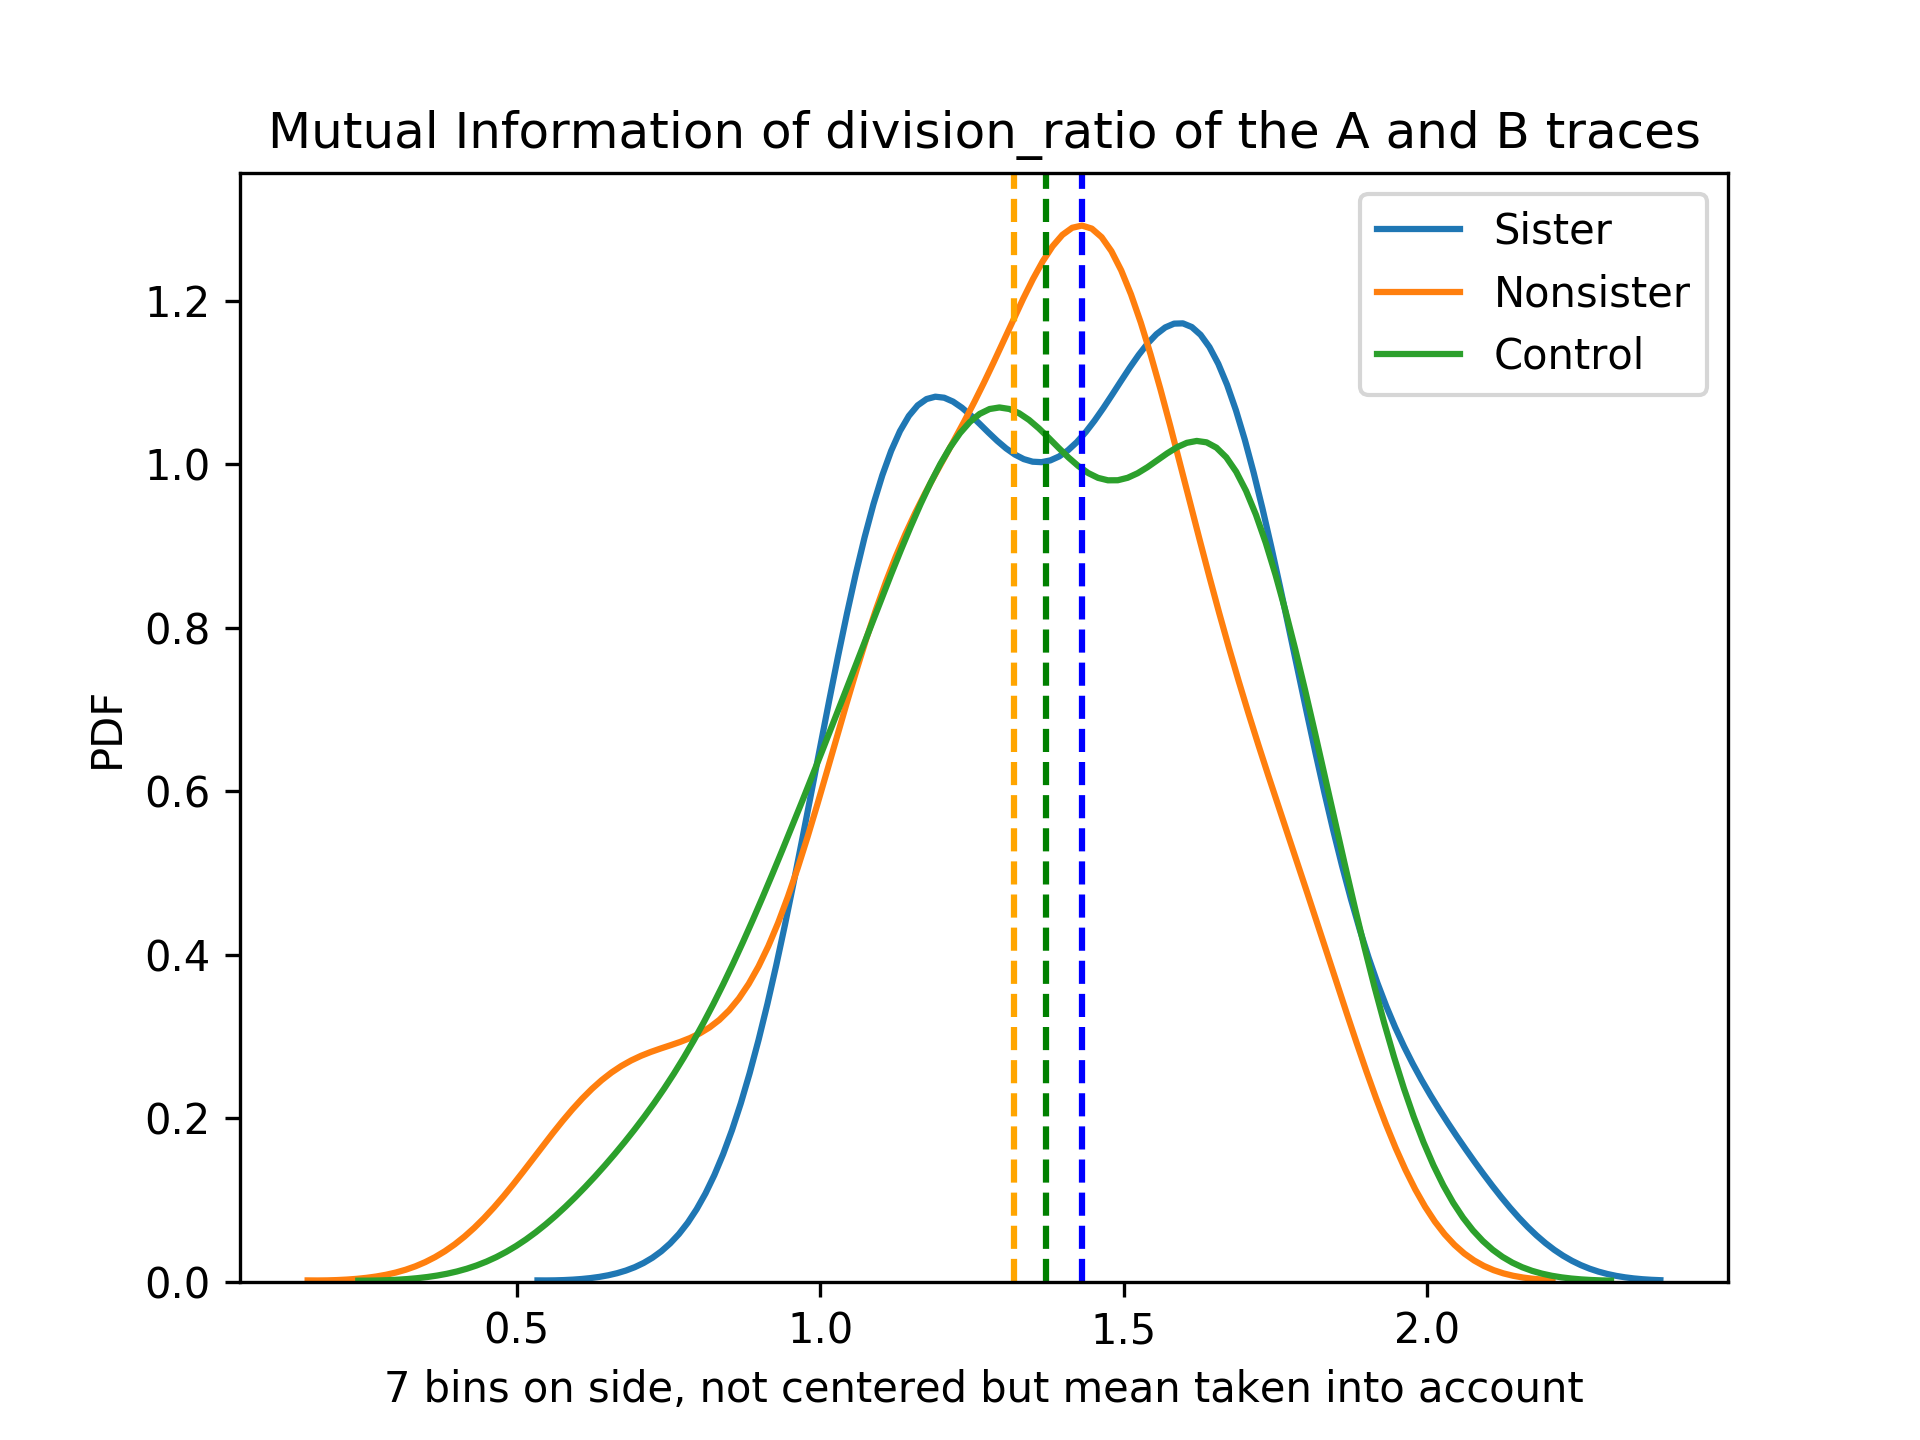 Mutual Information of division_ratio of the A and B traces
Sister
Nonsister
Control
PDF
1.2
1.0
0.8
0.6
0.4
0.2
0.0
0.5
1.0
1.5
2.0
7 bins on side, not centered but mean taken into account